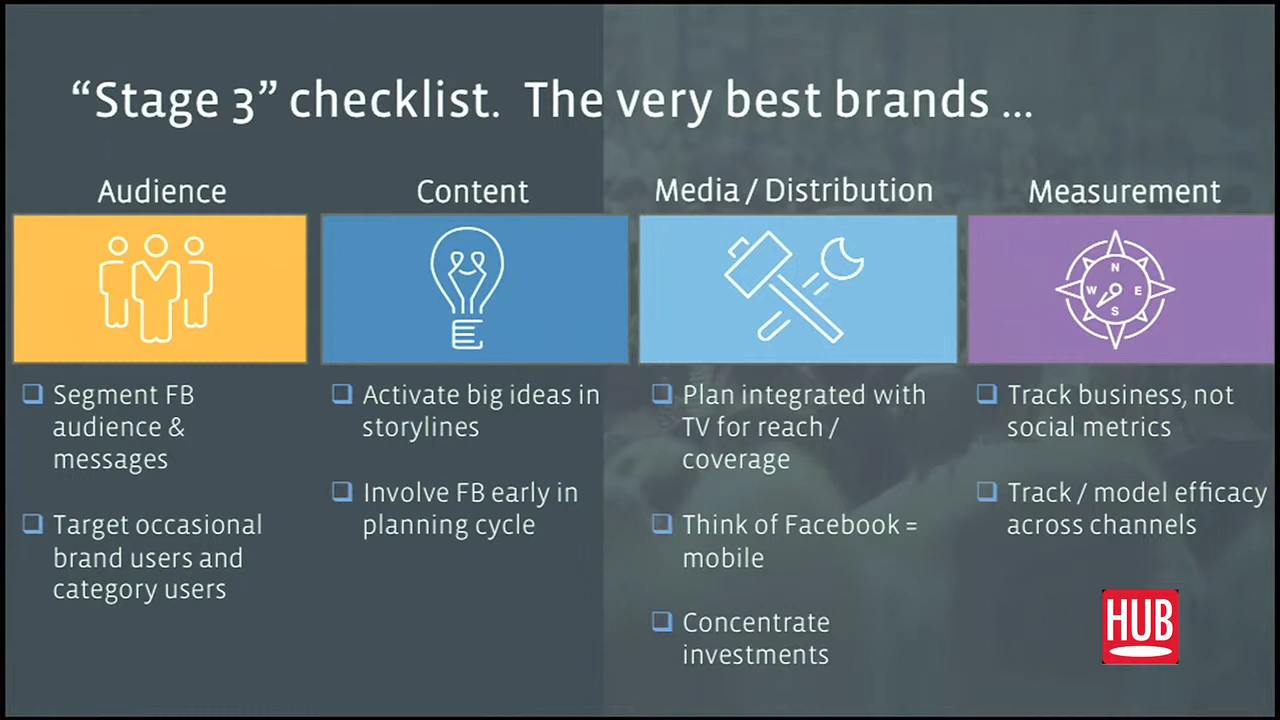 “Stage 3” checklist.  The very best brands ...
Audience
Segment FB
audience &
messages
Target occasional
brand users and
category users
Content
Activate big ideas in
storylines
Involve FB early in
planning cycle
Media / Distribution
Plan integrated with
TV for reach /
coverage
Think of Facebook =
mobile
Concentrate
investments
Measurement
N
W E
S
Track business, not
social metrics
Track / model efficacy
across channels
HUB